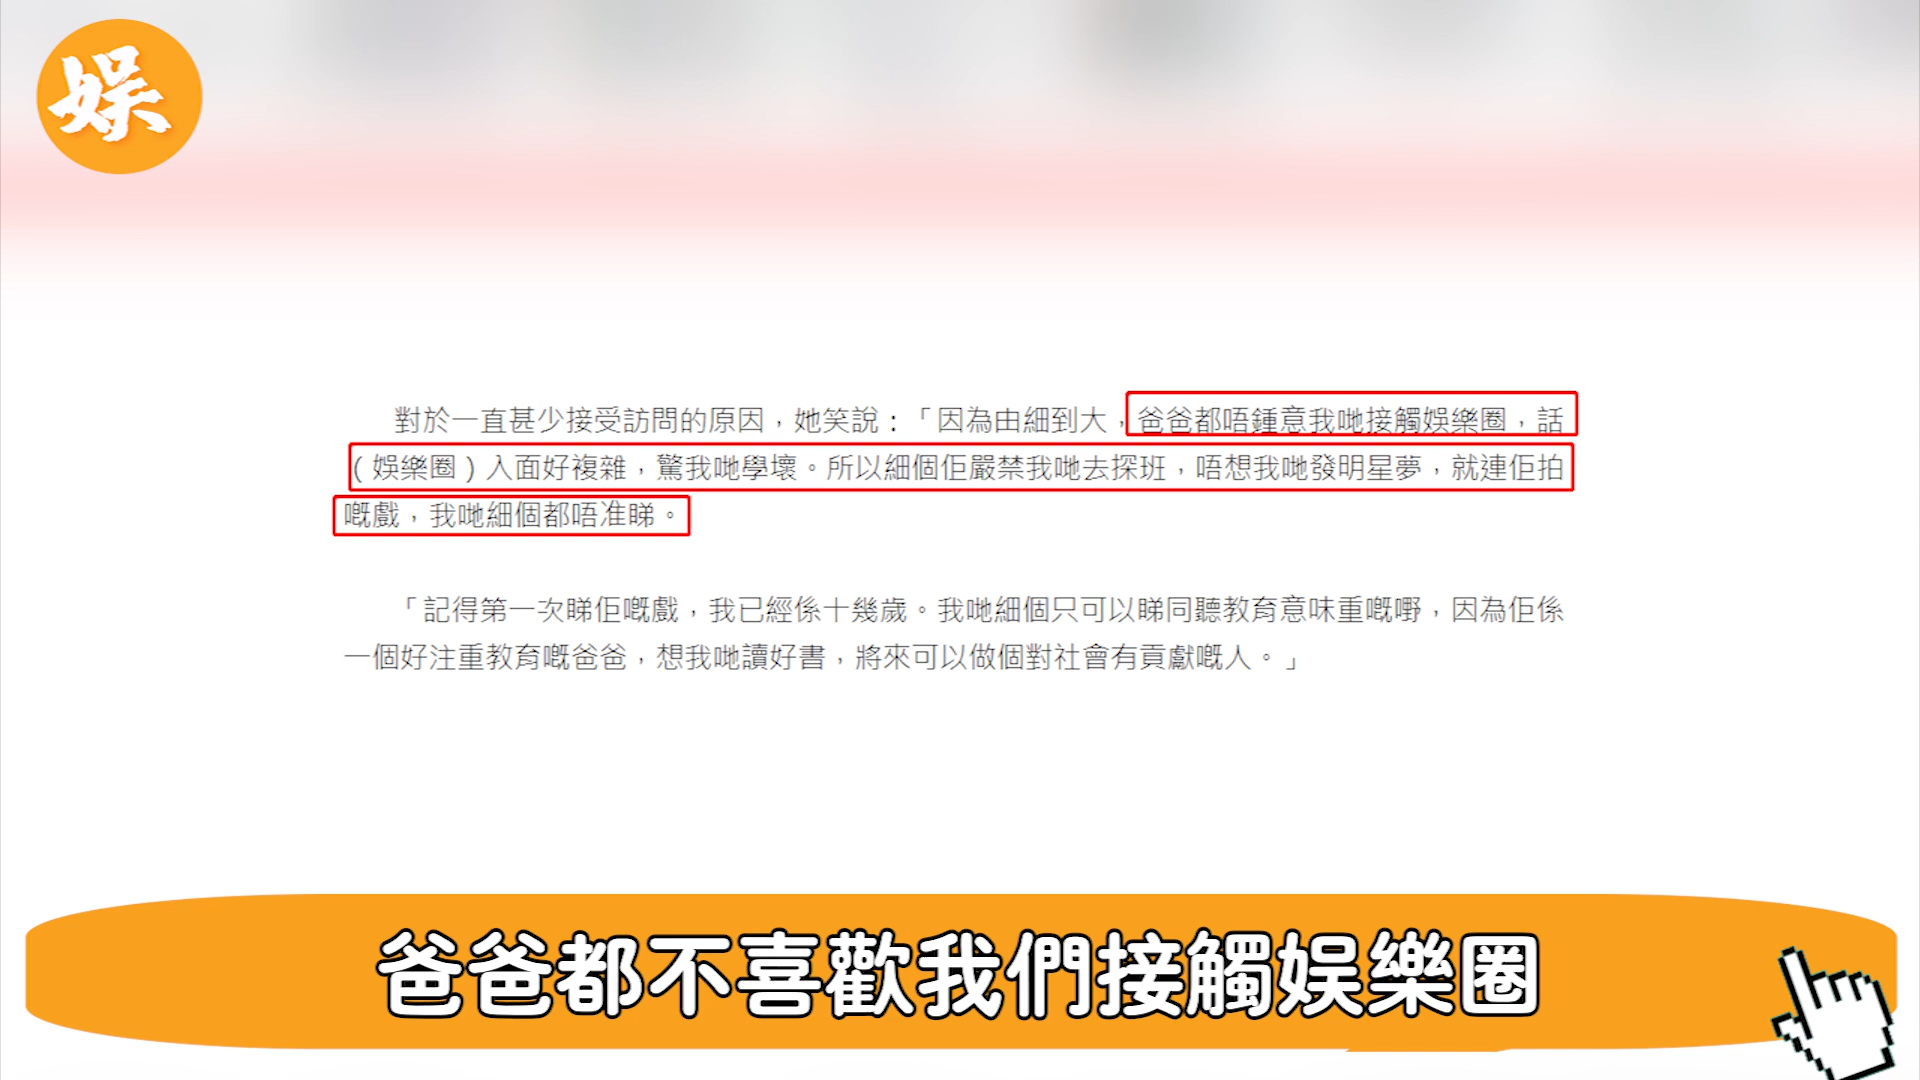 娱
對於一直甚少接受訪問的原因，她笑說：「因為由細到大，爸爸都唔鍾意我哋接觸娛樂圈，話
（娛樂圈）入面好複雜，驚我哋學壞。所以細個佢嚴禁我哋去探班，唔想我哋發明星夢，就連佢拍
嘅戲，我哋細個都唔准睇。
「記得第一次睇佢嘅戲，我已經係十幾歲。我哋細個只可以睇同聽教育意味重嘅嘢，因為佢係
一個好注重教育嘅爸爸，想我哋讀好書，將來可以做個對社會有貢獻嘅人。」
爸爸都不喜歡我們接觸娱樂圈